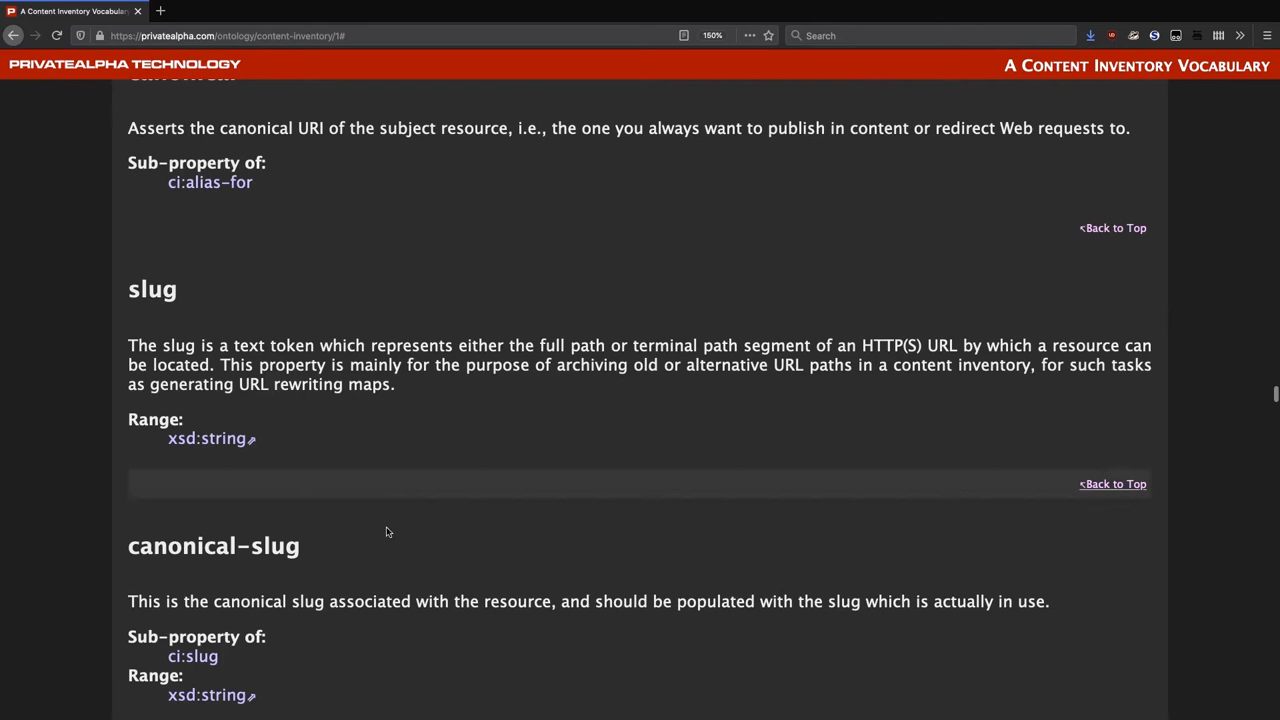 A Content Inventory Vocabulary
https://privatealpha.com/ontology/content-inventory/1#
150%
Search
PRIVATEALPHA TECHNOLOGY
A CONTENT INVENTORY VOCABULARY
Asserts the canonical URI of the subject resource, i.e., the one you always want to publish in content or redirect Web requests to.
Sub-property of:
ci:alias-for
↖Back to Top
slug
The slug is a text token which represents either the full path or terminal path segment of an HTTP(S) URL by which a resource can
be located. This property is mainly for the purpose of archiving old or alternative URL paths in a content inventory, for such tasks
as generating URL rewriting maps.
Range:
xsd:string⇗
↖Back to Top
canonical-slug
This is the canonical slug associated with the resource, and should be populated with the slug which is actually in use.
Sub-property of:
ci:slug
Range:
xsd:string⇗